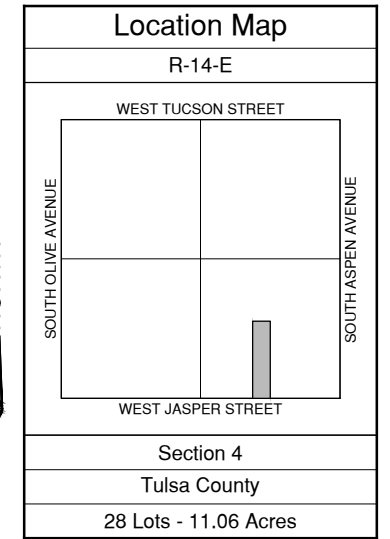 Location Map
R-14-E
WEST TUCSON STREET
SOUTH OLIVE AVENUE
SOUTH ASPEN AVENUE
WEST JASPER STREET
Section 4
Tulsa County
28 Lots - 11.06 Acres